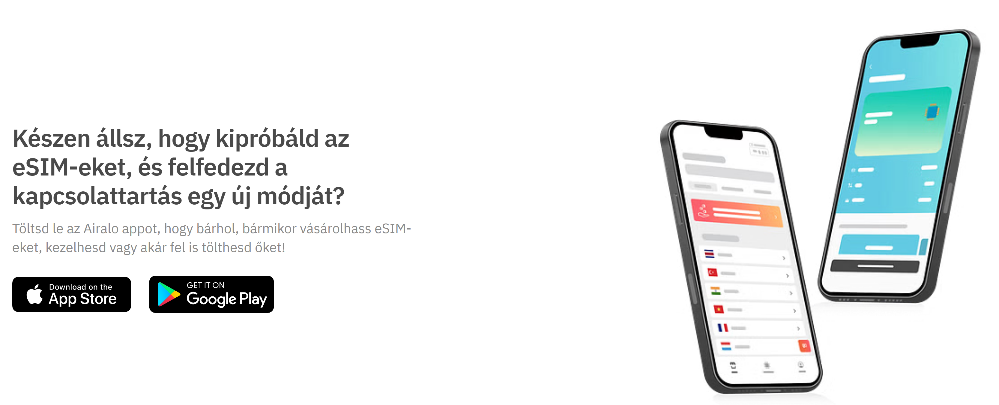 Készen állsz, hogy kipróbáld az
eSIM-eket, és felfedezd a
kapcsolattartás egy új módját?
Töltsd le az Airalo appot, hogy bárhol, bármikor vásárolhass eSIM-
eket, kezelhesd vagy akár fel is tölthesd őket!
Download on the
App Store
GET IT ON
Google Play